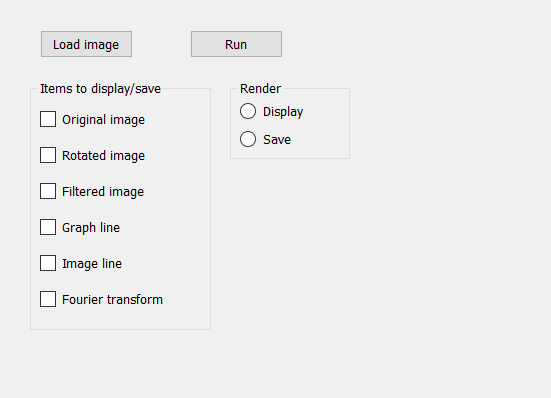 Load image
Run
Items to display/save
Original image
Rotated image
Filtered image
Graph line
Image line
Fourier transform
Render
Display
Save